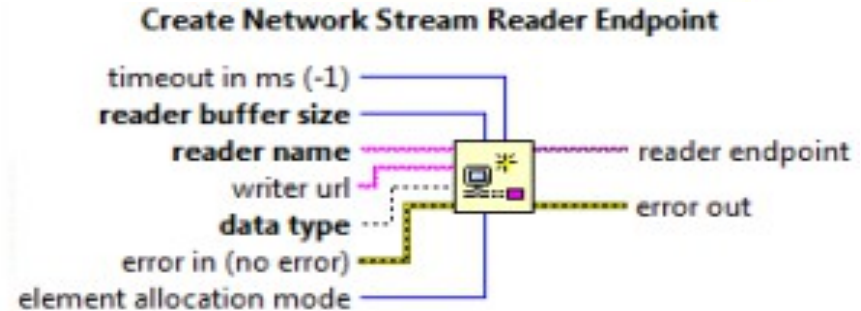 Create Network Stream Reader Endpoint
timeout in ms (-1)
reader buffer size
reader name
reader endpoint
writer url
error out
data type
error in (no error)
element allocation mode